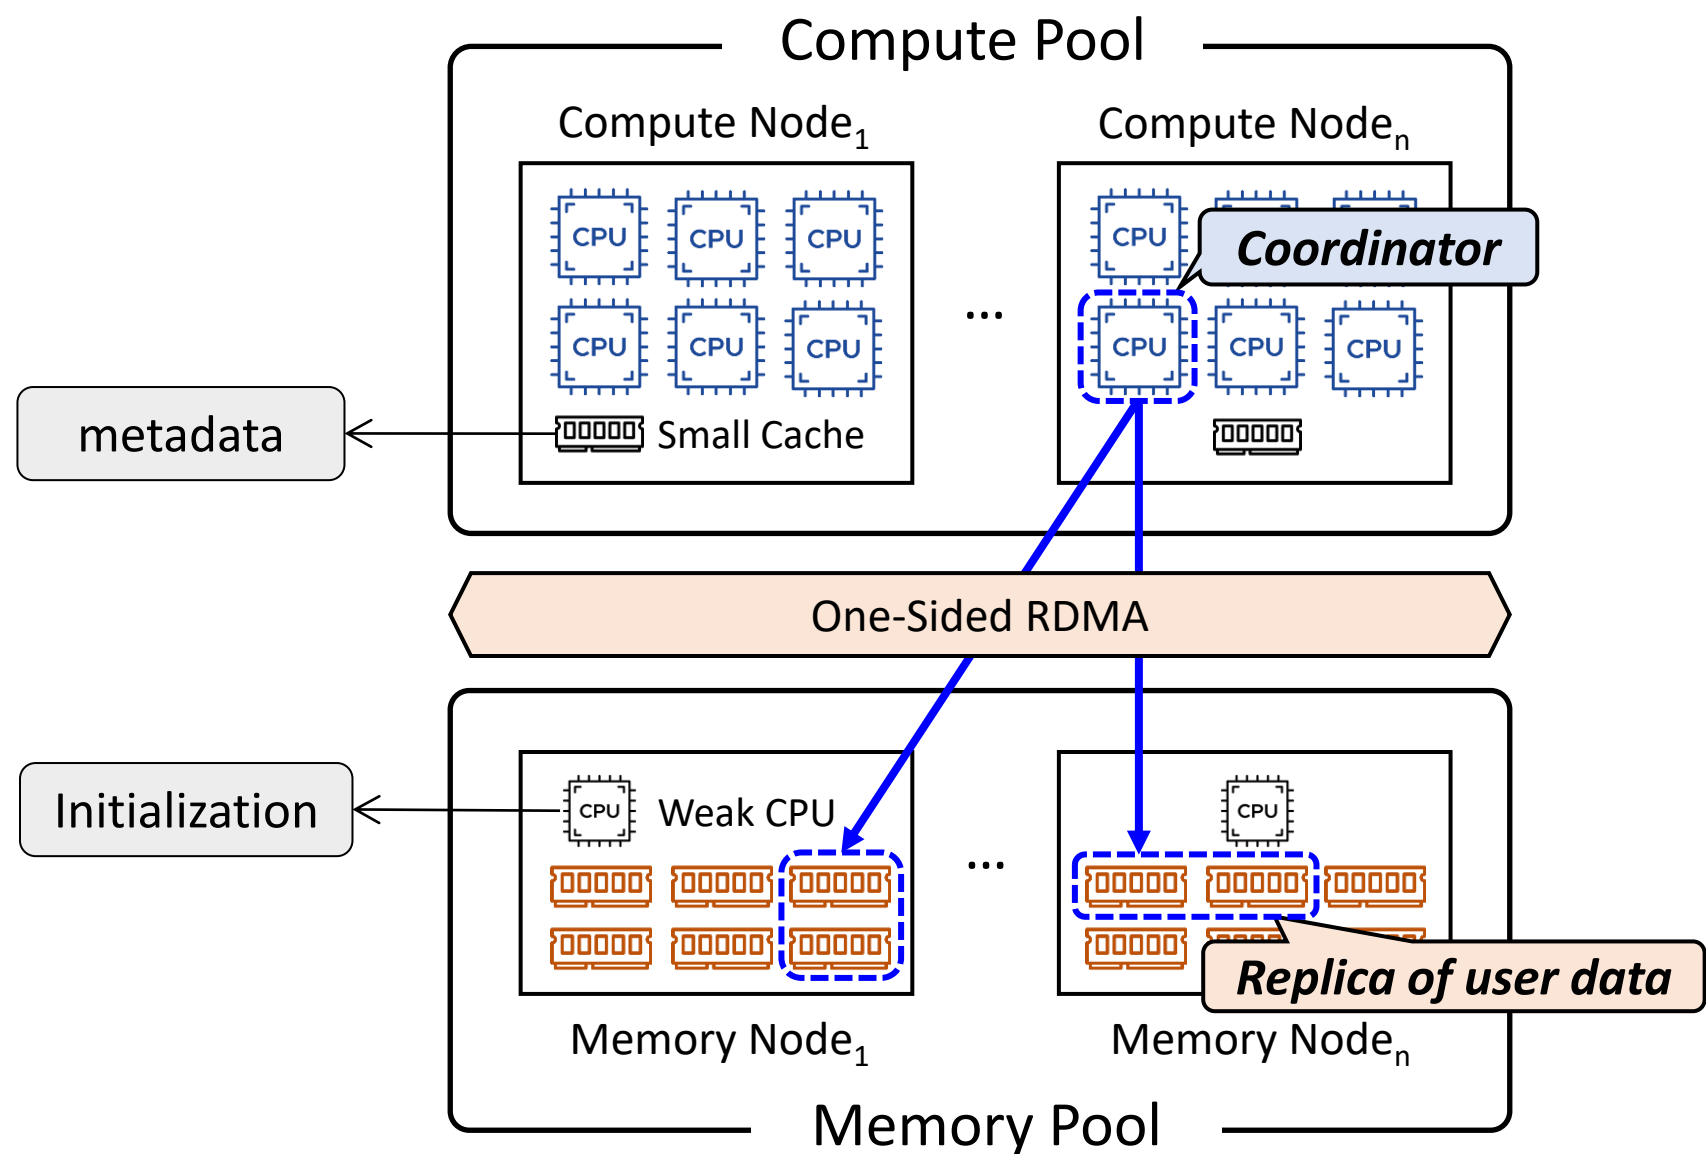 Compute Pool
Compute Node₁
Compute Nodeₙ
CPU CPU CPU
CPU
Coordinator
...
CPU CPU CPU
CPU CPU CPU
metadata
Small Cache
One-Sided RDMA
Initialization
CPU
Weak CPU
CPU
...
Replica of user data
Memory Node₁
Memory Nodeₙ
Memory Pool